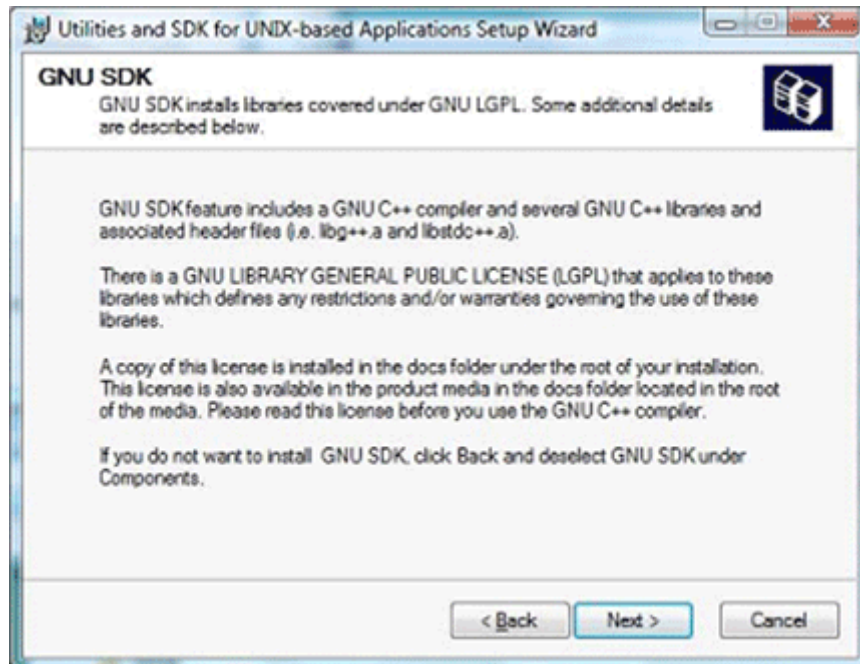 Utilities and SDK for UNIX-based Applications Setup Wizard
GNU SDK
GNU SDK installs libraries covered under GNU LGPL. Some additional details
are described below.
GNU SDK feature includes a GNU C++ compiler and several GNU C++ libraries and
associated header files (i.e. libg++.a and libstdc++.a).
There is a GNU LIBRARY GENERAL PUBLIC LICENSE (LGPL) that applies to these
libraries which defines any restrictions and/or warranties governing the use of these
libraries.
A copy of this license is installed in the docs folder under the root of your installation.
This license is also available in the product media in the docs folder located in the root
of the media. Please read this license before you use the GNU C++ compiler.
If you do not want to install GNU SDK, click Back and deselect GNU SDK under
Components.
< Back Next > Cancel